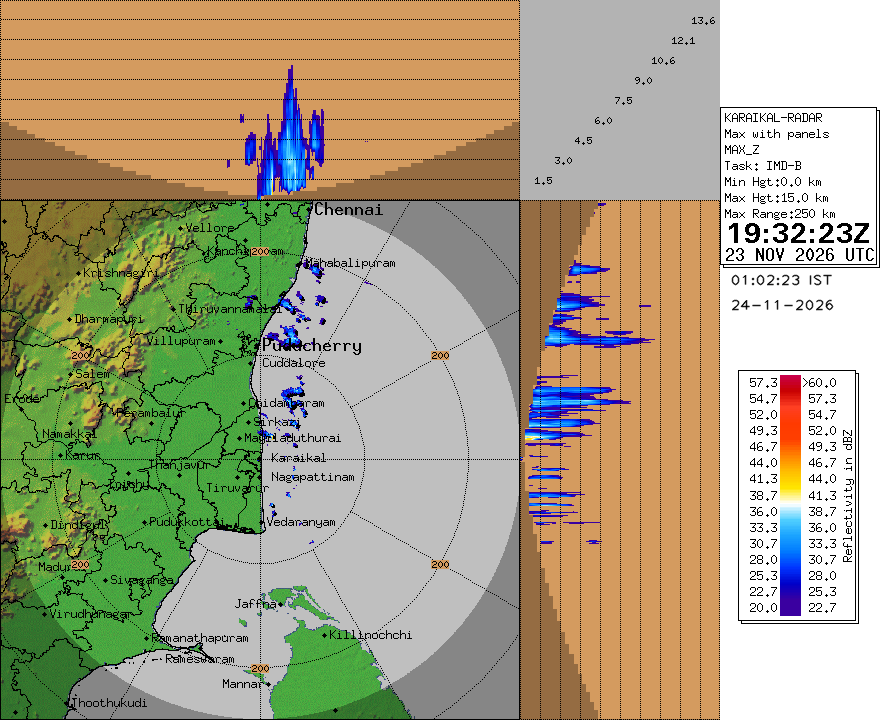 13.6
12.1
10.6
9.0
7.5
6.0
4.5
3.0
1.5
KARAIKAL-RADAR
Max with panels
MAX_Z
Task: IMD-B
Min Hgt:0.0 km
Max Hgt:15.0 km
Max Range:250 km
19:32:23Z
23 NOV 2026 UTC
01:02:23 IST
24-11-2026
Chennai
Vellore
200
Mahabalipuram
Krishnagiri
Thiruvannamalai
Dharmapuri
Villupuram
Puducherry
200
200
Cuddalore
Salem
Erode
Chidambaram
Perambalur
Sirkazi
Namakkal
Mayiladuthurai
Karur
Karaikal
Thanjavur
Nagapattinam
Tiruvarur
Pudukkottai
Vedaranyam
Dindigul
200
200
Sivaganga
Jaffna
Virudhunagar
Killinochchi
Ramanathapuram
Rameswaram
200
Mannar
Thoothukudi
57.3 >60.0
54.7 57.3
52.0 54.7
49.3 52.0
46.7 49.3
44.0 46.7
41.3 44.0
38.7 41.3
36.0 38.7
33.3 36.0
30.7 33.3
28.0 30.7
25.3 28.0
22.7 25.3
20.0 22.7
Reflectivity in dBZ